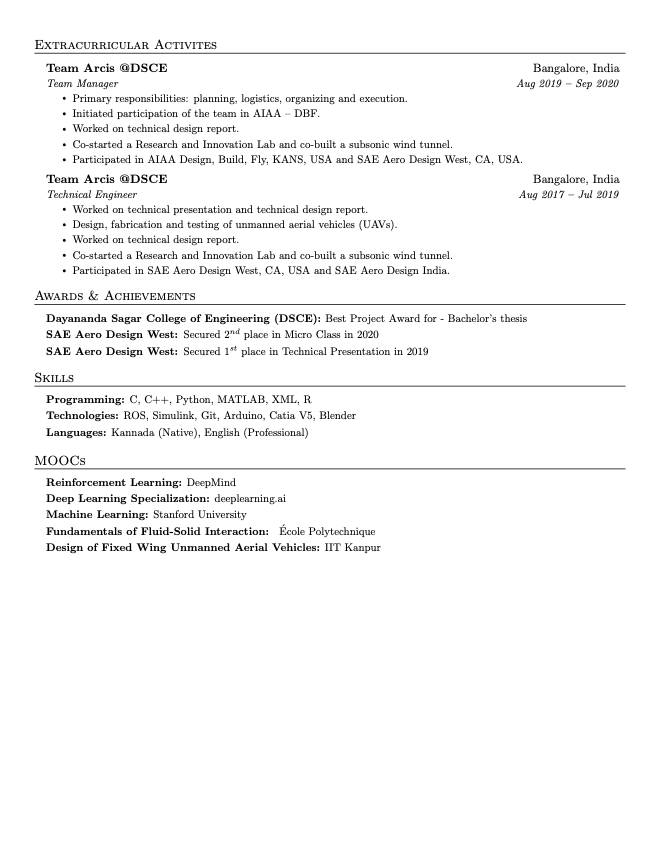 Extracurricular Activites
Team Arcis @DSCE Bangalore, India
Team Manager Aug 2019 – Sep 2020
• Primary responsibilities: planning, logistics, organizing and execution.
• Initiated participation of the team in AIAA – DBF.
• Worked on technical design report.
• Co-started a Research and Innovation Lab and co-built a subsonic wind tunnel.
• Participated in AIAA Design, Build, Fly, KANS, USA and SAE Aero Design West, CA, USA.
Team Arcis @DSCE Bangalore, India
Technical Engineer Aug 2017 – Jul 2019
• Worked on technical presentation and technical design report.
• Design, fabrication and testing of unmanned aerial vehicles (UAVs).
• Worked on technical design report.
• Co-started a Research and Innovation Lab and co-built a subsonic wind tunnel.
• Participated in SAE Aero Design West, CA, USA and SAE Aero Design India.
Awards & Achievements
Dayananda Sagar College of Engineering (DSCE): Best Project Award for - Bachelor's thesis
SAE Aero Design West: Secured 2nd place in Micro Class in 2020
SAE Aero Design West: Secured 1st place in Technical Presentation in 2019
Skills
Programming: C, C++, Python, MATLAB, XML, R
Technologies: ROS, Simulink, Git, Arduino, Catia V5, Blender
Languages: Kannada (Native), English (Professional)
MOOCs
Reinforcement Learning: DeepMind
Deep Learning Specialization: deeplearning.ai
Machine Learning: Stanford University
Fundamentals of Fluid-Solid Interaction: École Polytechnique
Design of Fixed Wing Unmanned Aerial Vehicles: IIT Kanpur